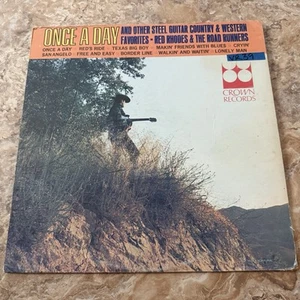 ONCE A DAY
AND OTHER STEEL GUITAR COUNTRY & WESTERN
FAVORITES • RED RHODES & THE ROAD RUNNERS
ONCE A DAY RED'S RIDE TEXAS BIG BOY MAKIN' FRIENDS WITH BLUES CRYIN'
SAN ANGELO FREE AND EASY BORDER LINE WALKIN' AND WAITIN' LONELY MAN
CROWN
RECORDS